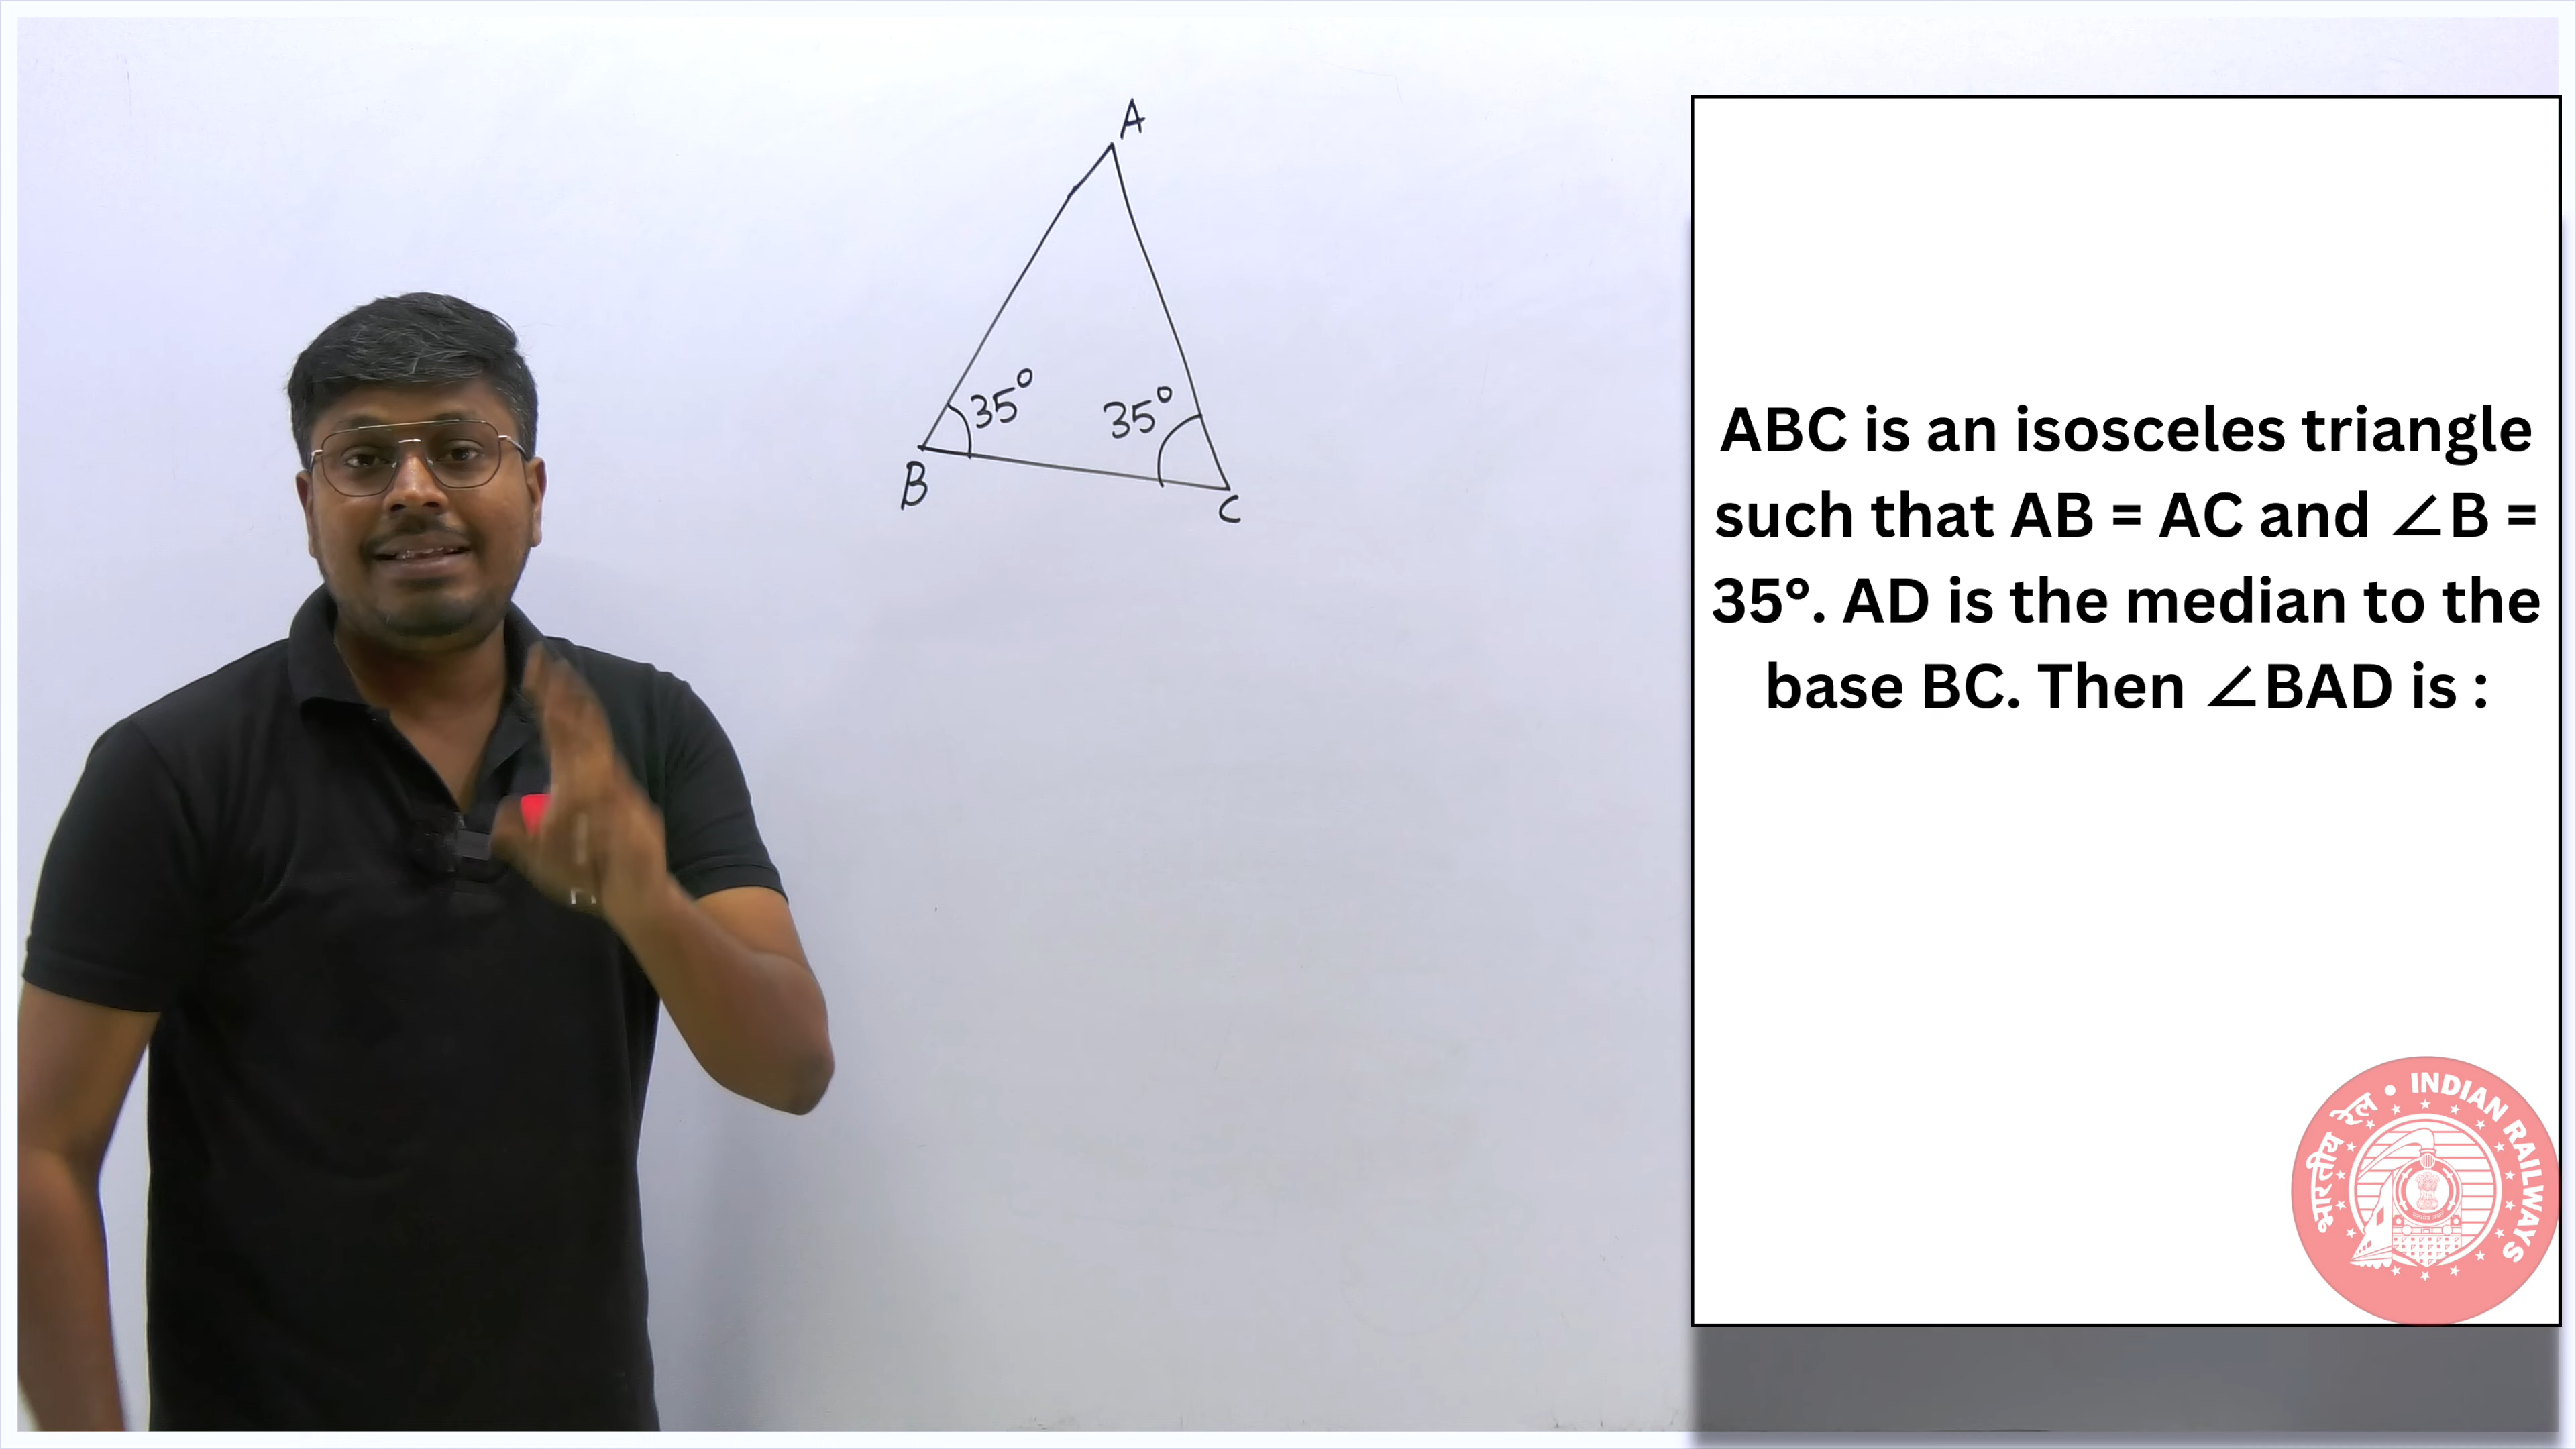 A
35°
35°
B
C
ABC is an isosceles triangle
such that AB = AC and ∠B =
35°. AD is the median to the
base BC. Then ∠BAD is :
भारतीय रेल • INDIAN RAILWAYS